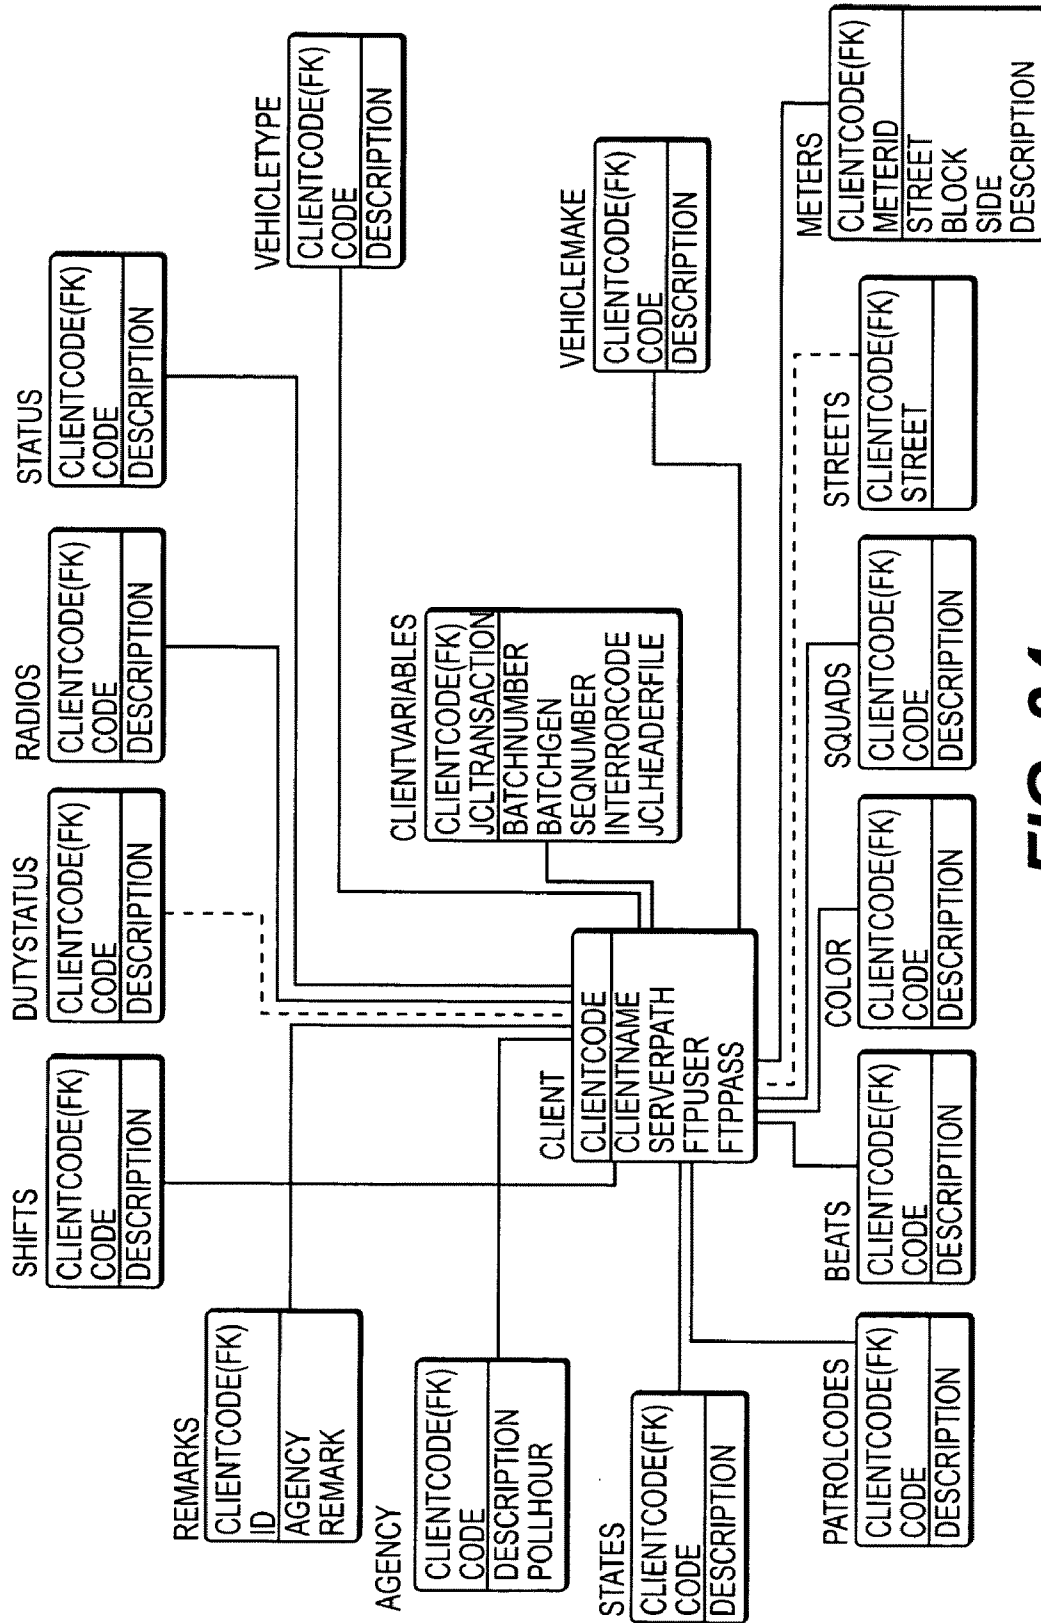 SHIFTS
CLIENTCODE(FK)
CODE
DESCRIPTION
DUTYSTATUS
CLIENTCODE(FK)
CODE
DESCRIPTION
RADIOS
CLIENTCODE(FK)
CODE
DESCRIPTION
STATUS
CLIENTCODE(FK)
CODE
DESCRIPTION
REMARKS
CLIENTCODE(FK)
ID
AGENCY
REMARK
VEHICLETYPE
CLIENTCODE(FK)
CODE
DESCRIPTION
AGENCY
CLIENTCODE(FK)
CODE
DESCRIPTION
POLLHOUR
CLIENTVARIABLES
CLIENTCODE(FK)
JCLTRANSACTION
BATCHNUMBER
BATCHGEN
SEQNUMBER
INTERRORCODE
JCLHEADERFILE
CLIENT
CLIENTCODE
CLIENTNAME
SERVERPATH
FTPUSER
FTPPASS
VEHICLEMAKE
CLIENTCODE(FK)
CODE
DESCRIPTION
STATES
CLIENTCODE(FK)
CODE
DESCRIPTION
PATROLCODES
CLIENTCODE(FK)
CODE
DESCRIPTION
BEATS
CLIENTCODE(FK)
CODE
DESCRIPTION
COLOR
CLIENTCODE(FK)
CODE
DESCRIPTION
SQUADS
CLIENTCODE(FK)
CODE
DESCRIPTION
STREETS
CLIENTCODE(FK)
STREET
METERS
CLIENTCODE(FK)
METERID
STREET
BLOCK
SIDE
DESCRIPTION